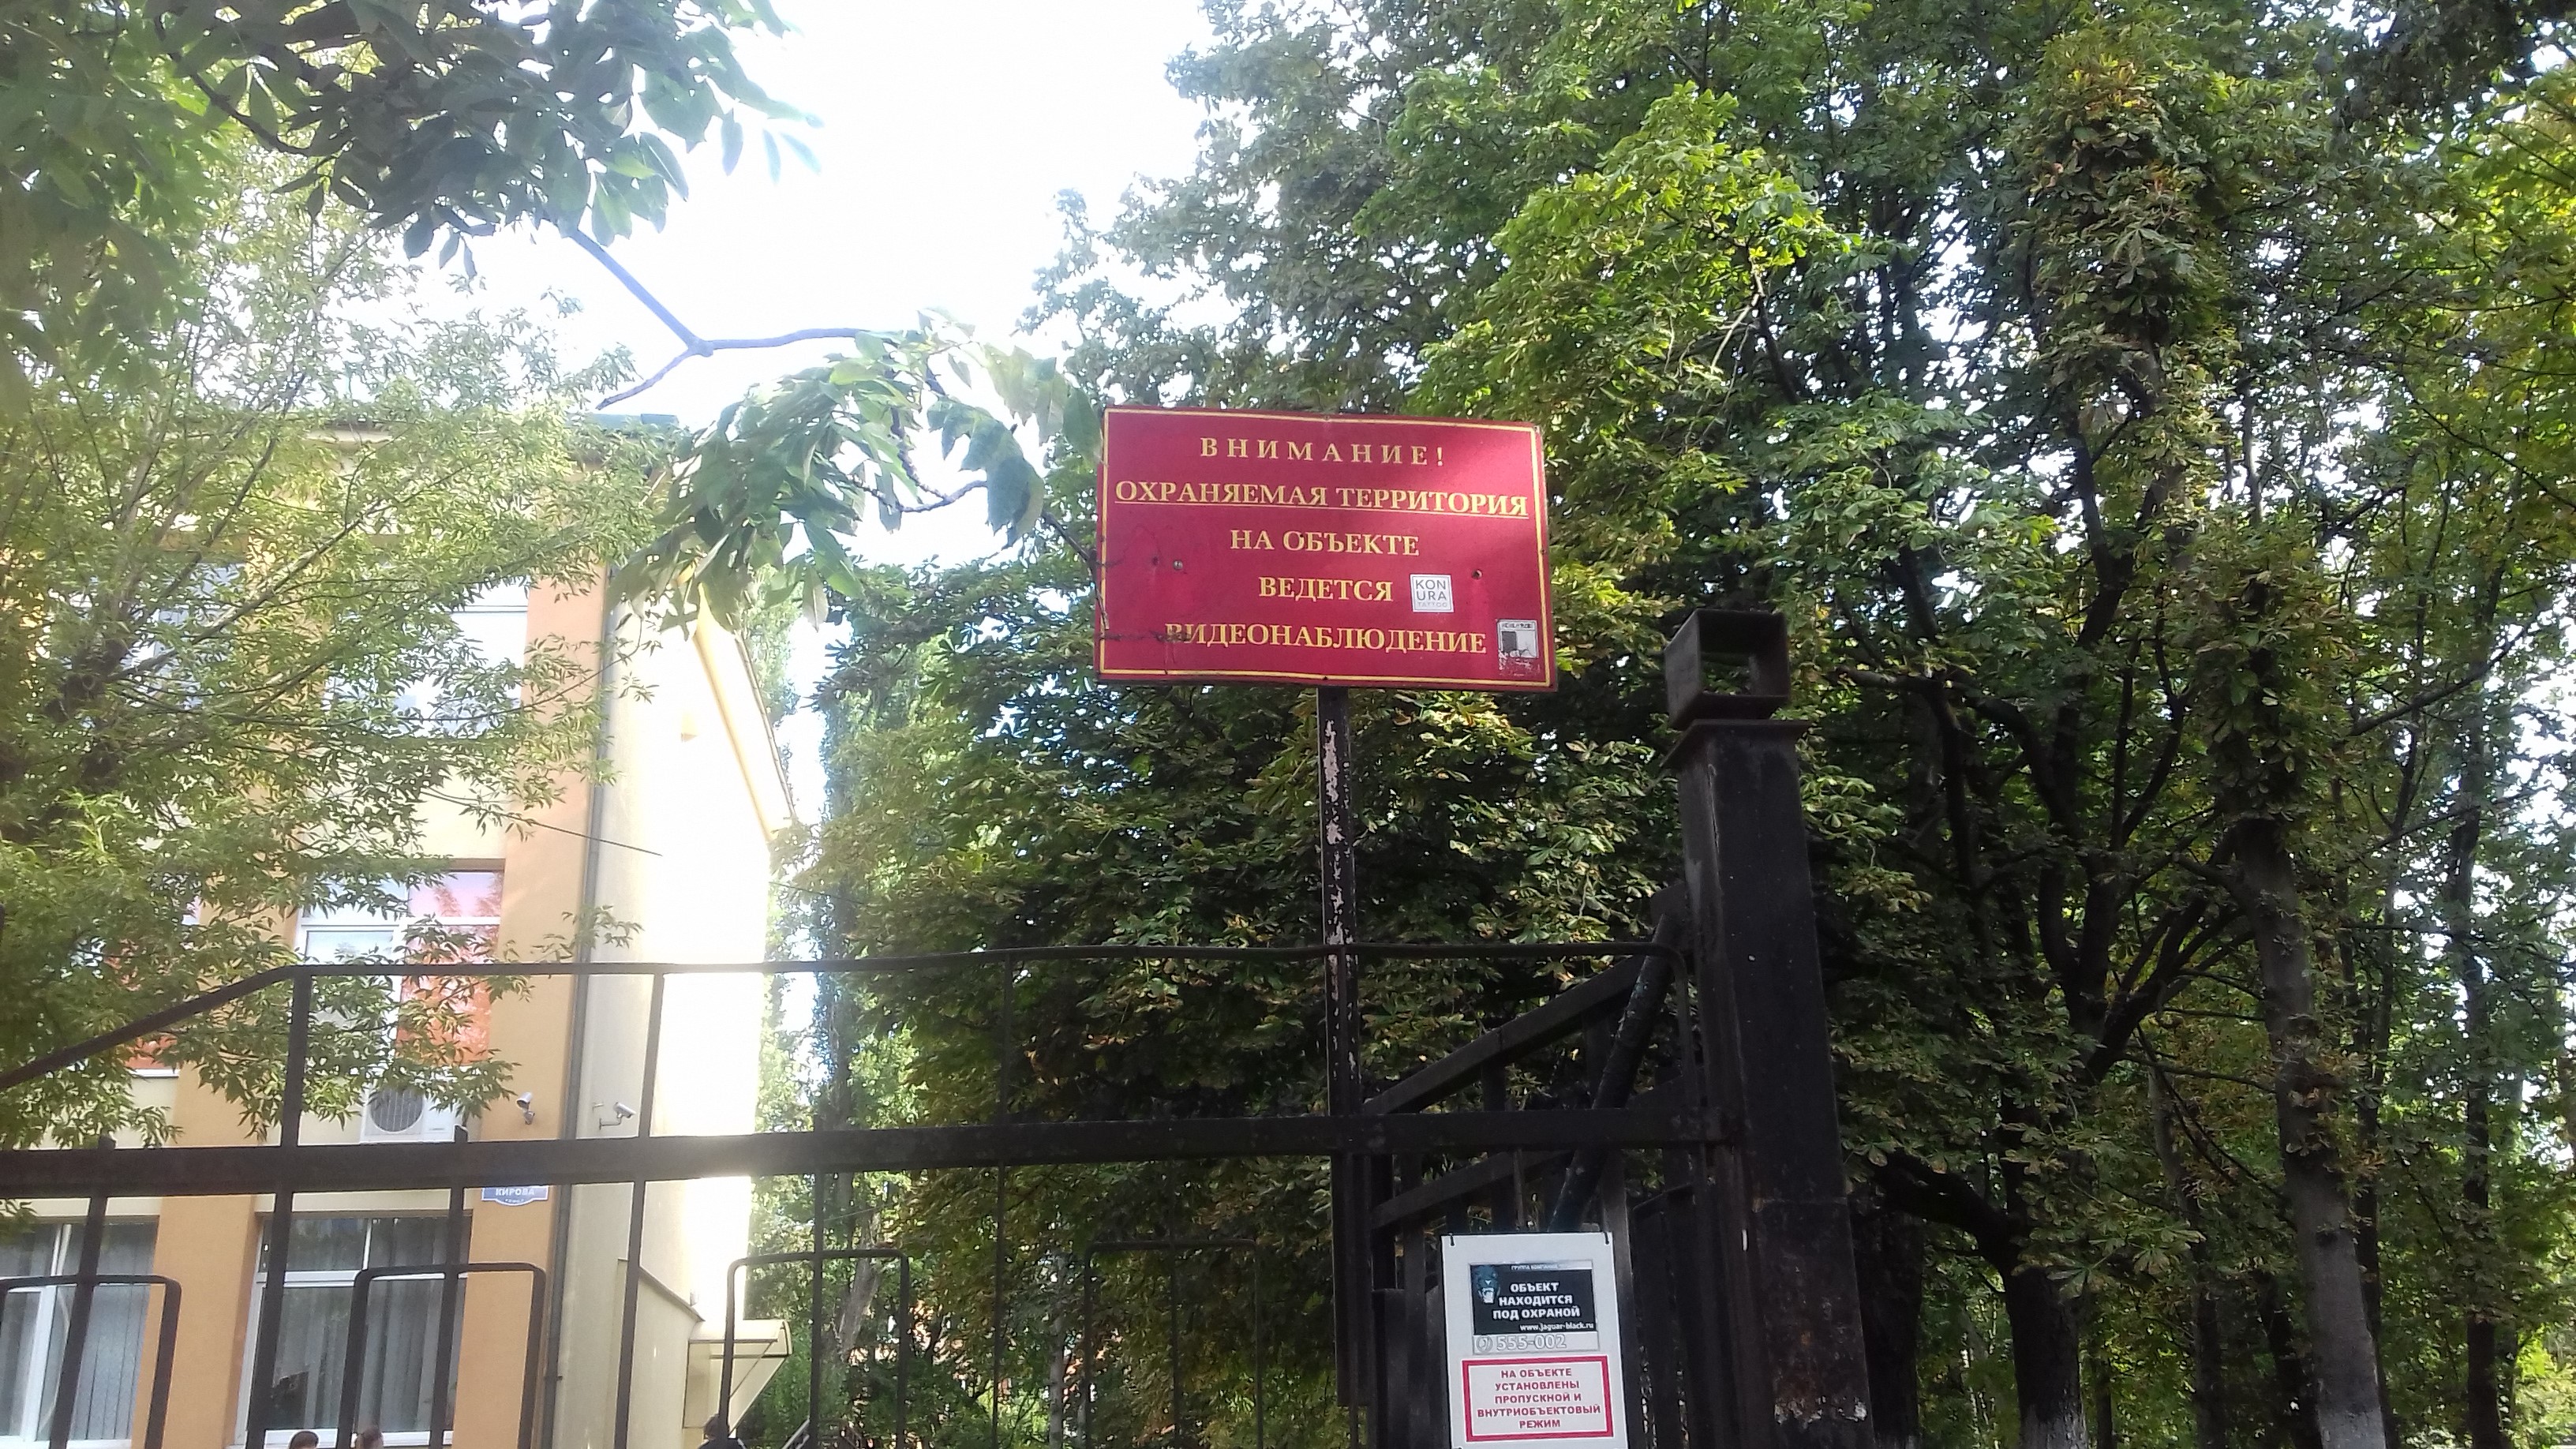 ВНИМАНИЕ!
ОХРАНЯЕМАЯ ТЕРРИТОРИЯ
НА ОБЪЕКТЕ
ВЕДЕТСЯ
ВИДЕОНАБЛЮДЕНИЕ
KON
URA
TATTOO
КИРОВА
ОБЪЕКТ
НАХОДИТСЯ
ПОД ОХРАНОЙ
www.jaguar-black.ru
555-002
НА ОБЪЕКТЕ
УСТАНОВЛЕНЫ
ПРОПУСКНОЙ И
ВНУТРИОБЪЕКТОВЫЙ
РЕЖИМ